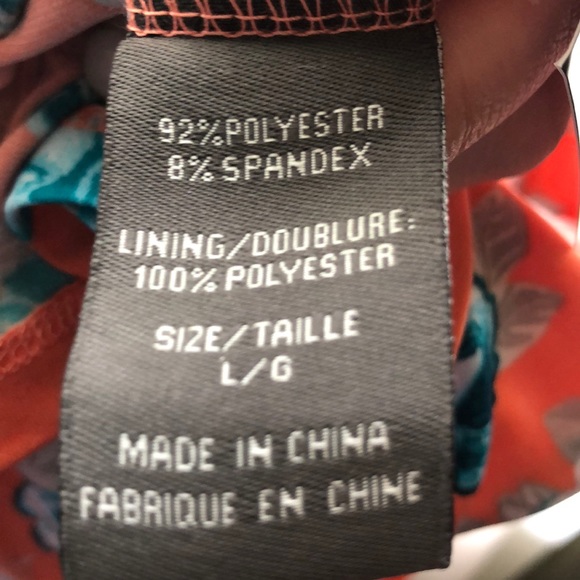 92%POLYESTER
8%SPANDEX
LINING/DOUBLURE:
100%POLYESTER
SIZE/TAILLE
L/G
MADE IN CHINA
FABRIQUE EN CHINE